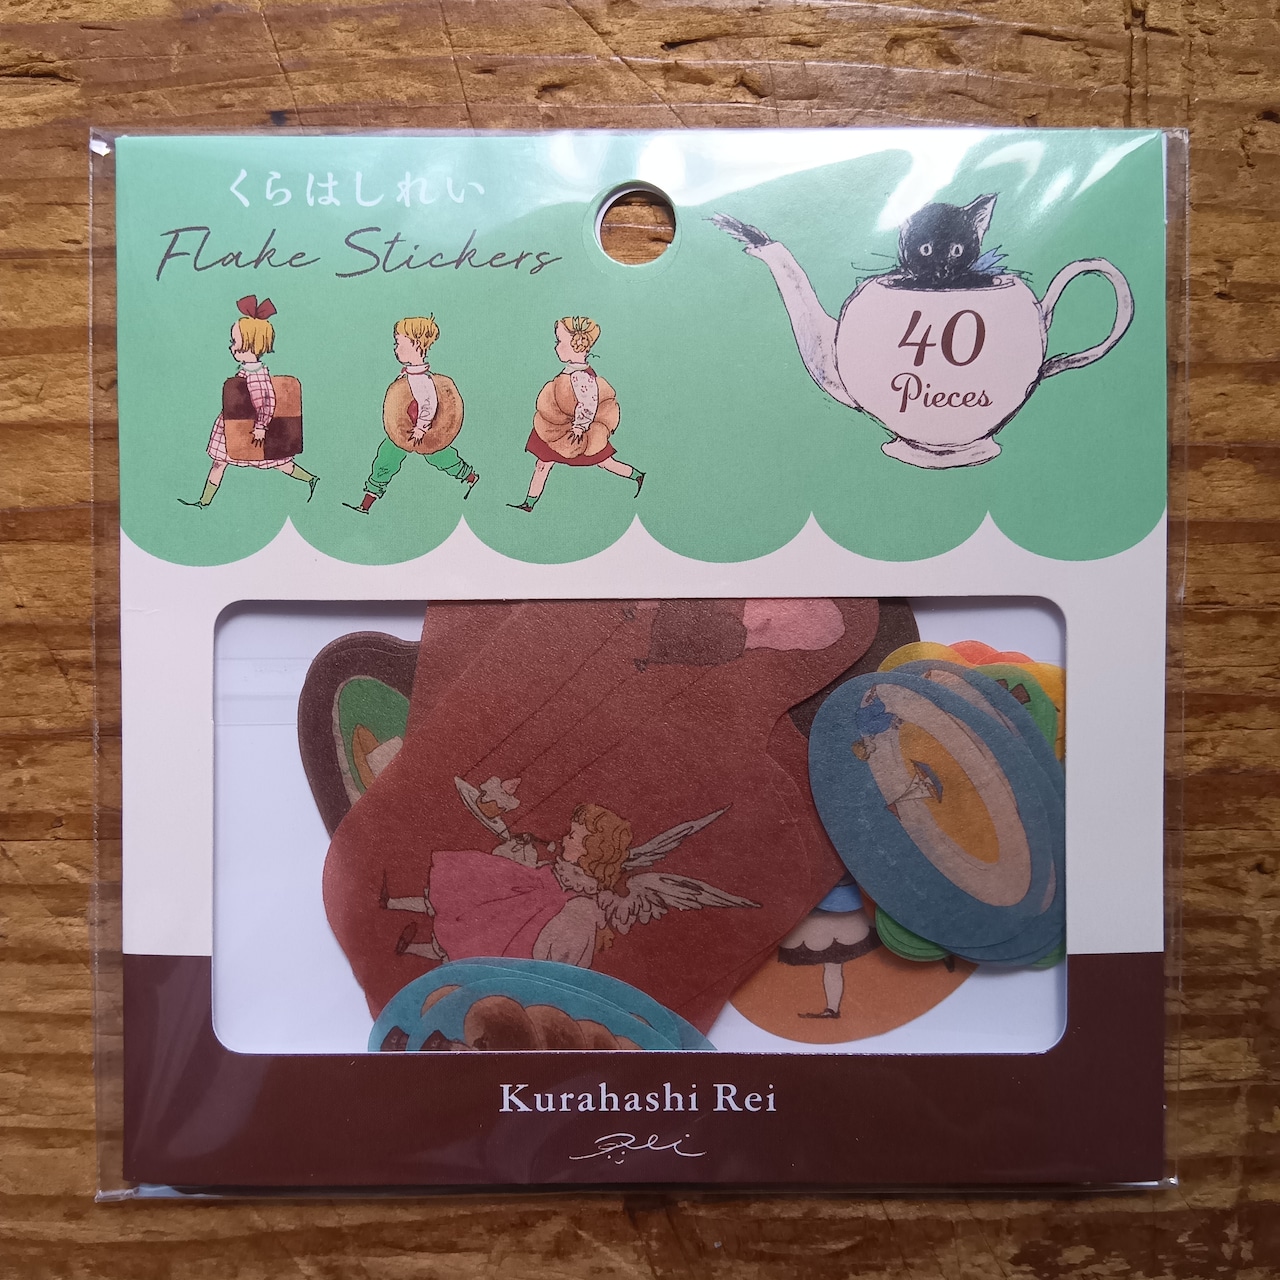 くらはしれい
Flake Stickers
40
Pieces
Kurahashi Rei
Rei